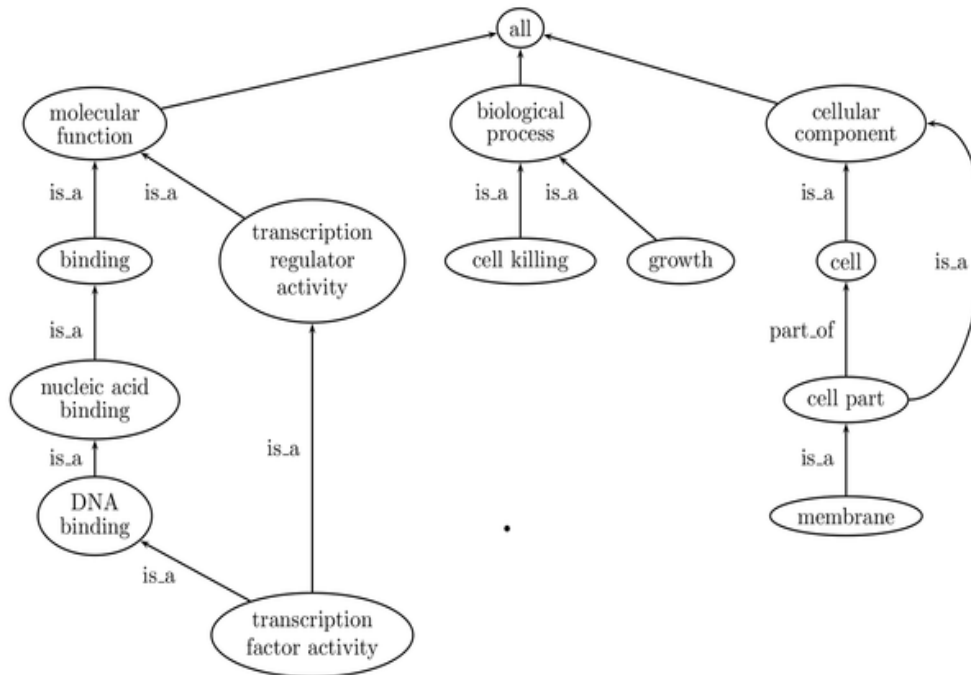 all
molecular
function
biological
process
cellular
component
is_a
is_a
is_a
is_a
is_a
transcription
regulator
activity
binding
cell killing
growth
cell
is_a
is_a
part_of
nucleic acid
binding
cell part
is_a
is_a
is_a
DNA
binding
membrane
is_a
transcription
factor activity